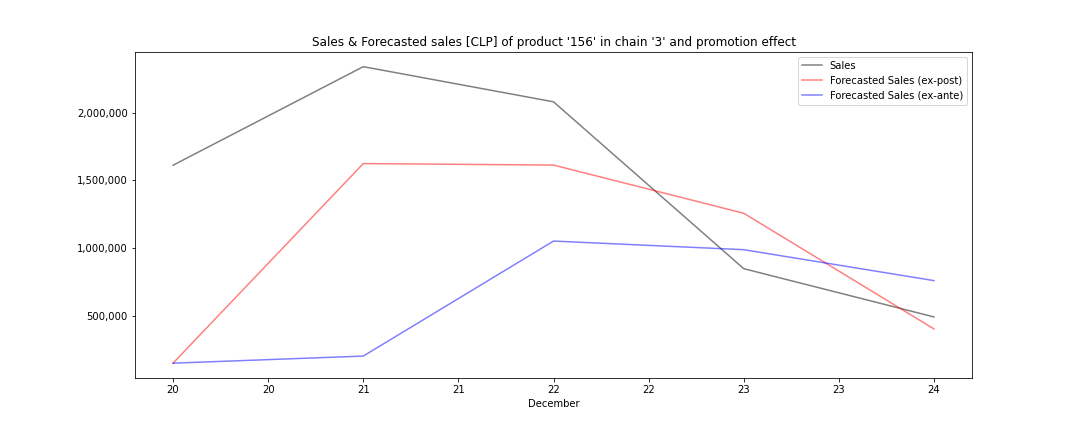 Sales & Forecasted sales [CLP] of product '156' in chain '3' and promotion effect
Sales
Forecasted Sales (ex-post)
Forecasted Sales (ex-ante)
2,000,000
1,500,000
1,000,000
500,000
20 20 21 21 22 22 23 23 24
December